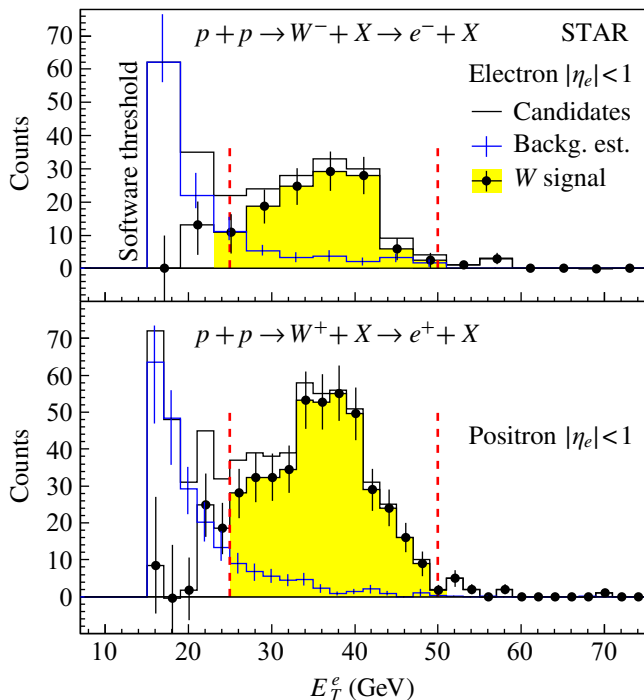 p + p → W⁻ + X → e⁻ + X
STAR
Electron |ηₑ| < 1
Candidates
Backg. est.
W signal
Software threshold
Counts
70
60
50
40
30
20
10
0
p + p → W⁺ + X → e⁺ + X
Positron |ηₑ| < 1
Counts
70
60
50
40
30
20
10
0
10 20 30 40 50 60 70
E_T^e (GeV)